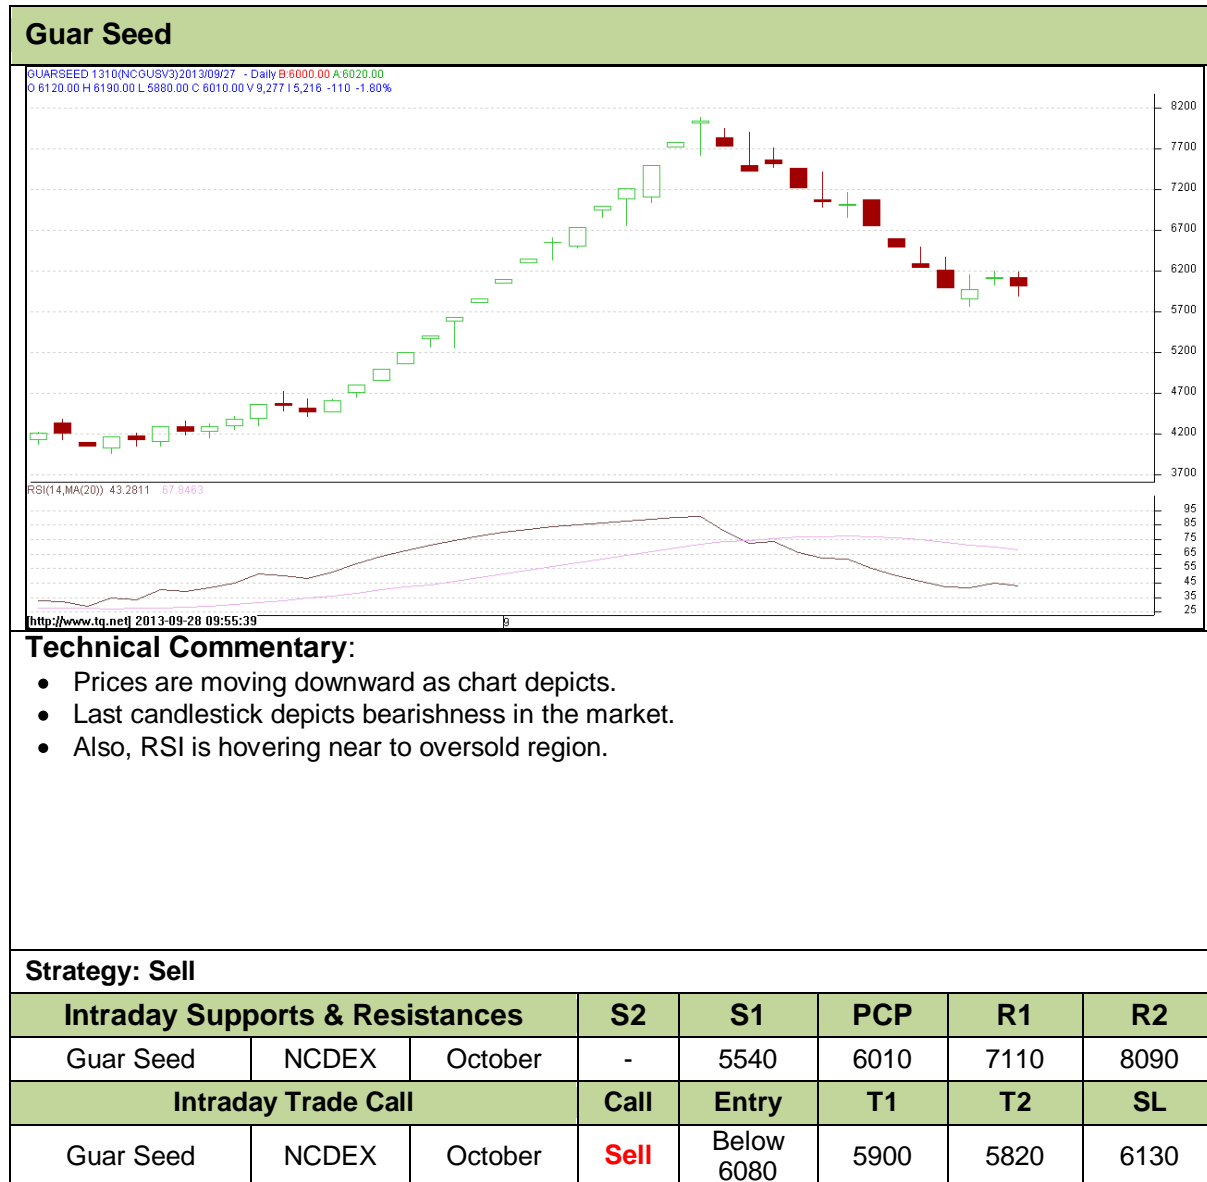 Guar Seed
GUARSEED 1310(NCGUSV3)2013/09/27 - Daily B:6000.00 A:6020.00
O 6120.00 H 6190.00 L 5880.00 C 6010.00 V 9,277 I 5,216 -110 -1.80%
8200
7700
7200
6700
6200
5700
5200
4700
4200
3700
RSI(14,MA(20)) 43.2811 67.8463
95
85
75
65
55
45
35
25
[http://www.tq.net] 2013-09-28 09:55:39 9
Technical Commentary:
• Prices are moving downward as chart depicts.
• Last candlestick depicts bearishness in the market.
• Also, RSI is hovering near to oversold region.
Strategy: Sell
Intraday Supports & Resistances S2 S1 PCP R1 R2
Guar Seed NCDEX October - 5540 6010 7110 8090
Intraday Trade Call Call Entry T1 T2 SL
Guar Seed NCDEX October Sell Below 6080 5900 5820 6130